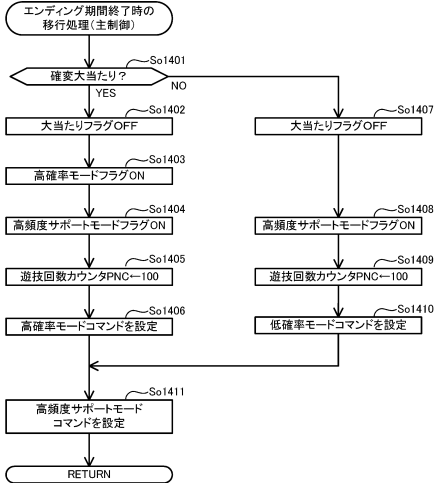 エンディング期間終了時の
移行処理(主制御)
So1401
確変大当たり?
YES
NO
So1402
大当たりフラグOFF
So1403
高確率モードフラグON
So1404
高頻度サポートモードフラグON
So1405
遊技回数カウンタPNC←100
So1406
高確率モードコマンドを設定
So1407
大当たりフラグOFF
So1408
高頻度サポートモードフラグON
So1409
遊技回数カウンタPNC←100
So1410
低確率モードコマンドを設定
So1411
高頻度サポートモード
コマンドを設定
RETURN